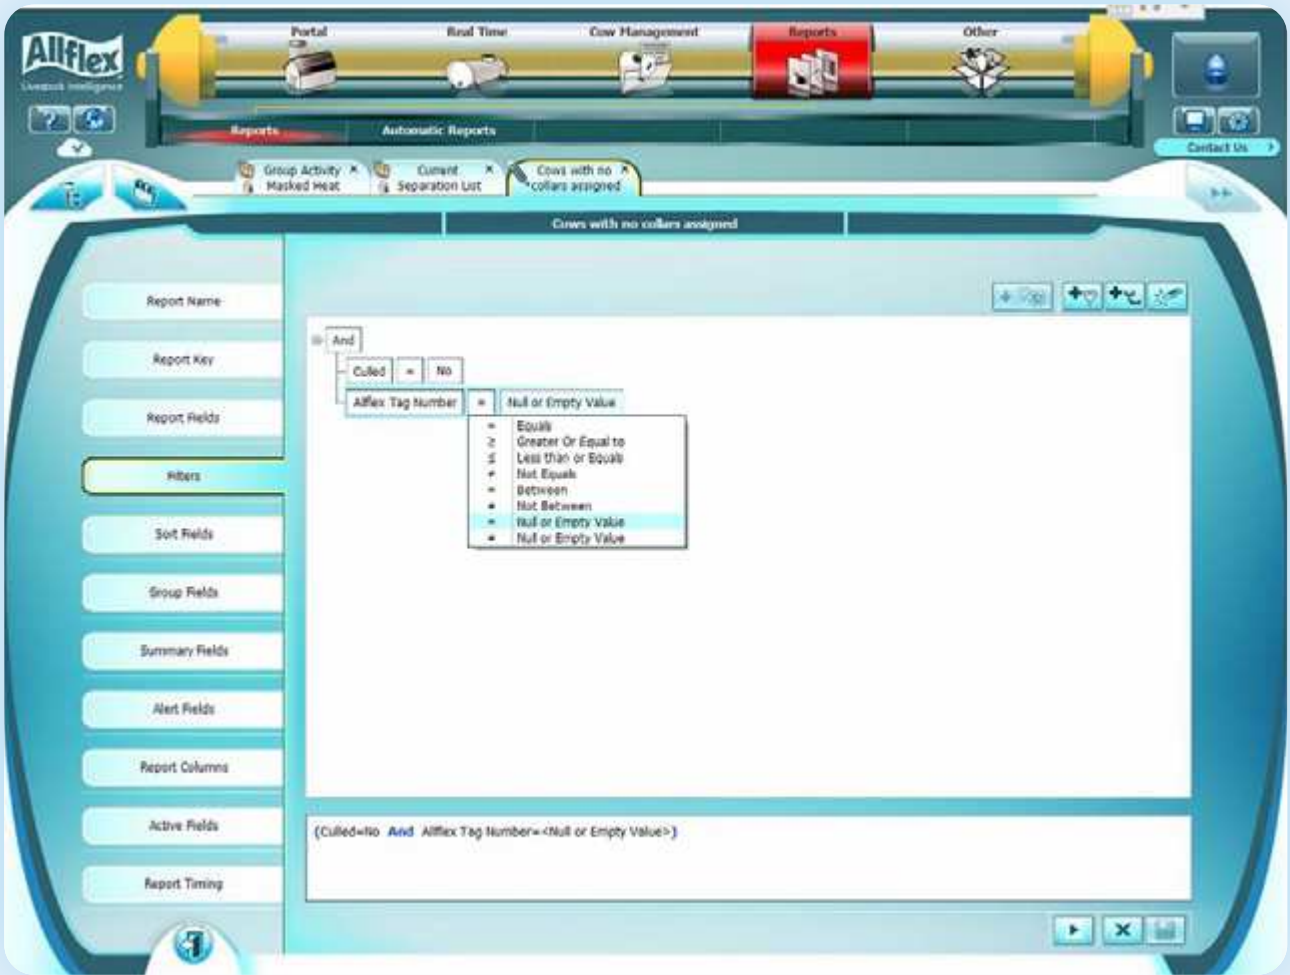 Allflex
Livestock Intelligence
Portal
Real Time
Cow Management
Reports
Other
Reports
Automatic Reports
Contact Us
Group Activity
Masked Heat
Current
Separation List
Cows with no
collars assigned
Cows with no collars assigned
Report Name
Report Key
Report Fields
Filters
Sort Fields
Group Fields
Summary Fields
Alert Fields
Report Columns
Active Fields
Report Timing
And
Culled = No
Allflex Tag Number = Null or Empty Value
= Equals
≥ Greater Or Equal to
≤ Less than or Equals
≠ Not Equals
= Between
≠ Not Between
= Null or Empty Value
≠ Null or Empty Value
(Culled=No And Allflex Tag Number=<Null or Empty Value>)